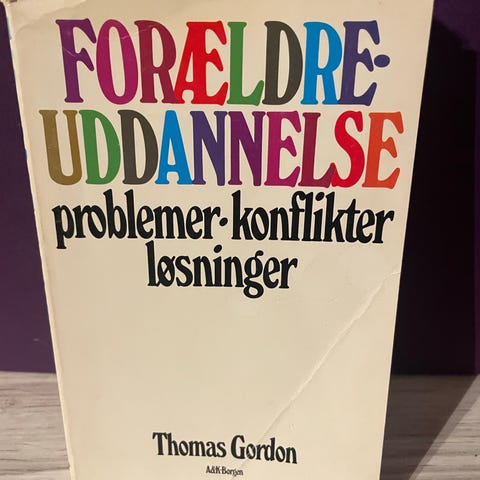 FORÆLDRE-
UDDANNELSE
problemer·konflikter
løsninger
Thomas Gordon
A&K·Borgen